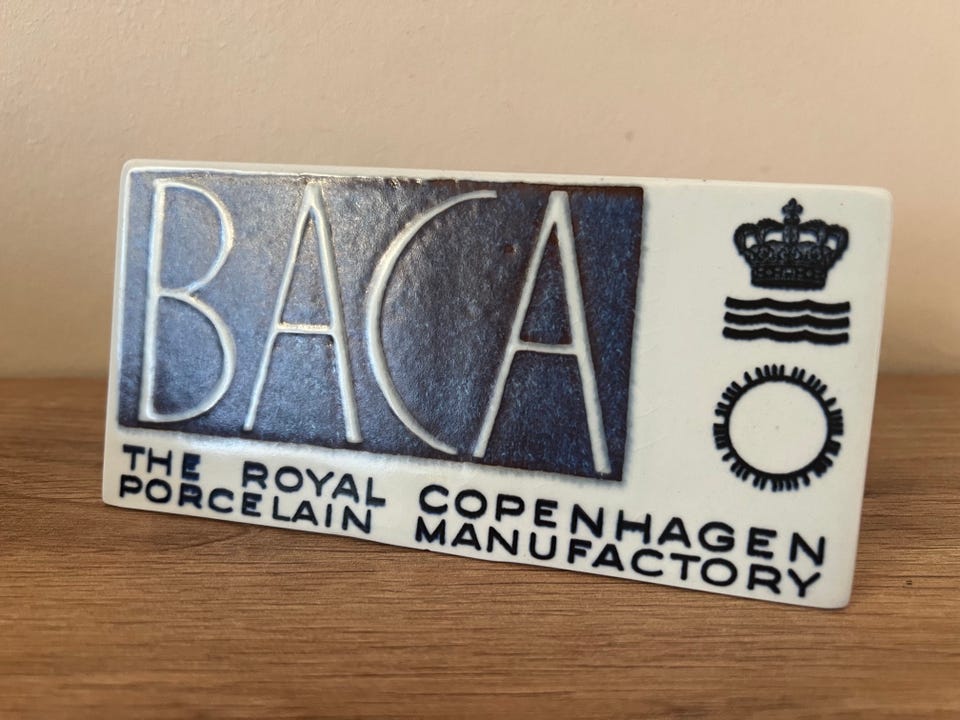 BACA
THE ROYAL COPENHAGEN
PORCELAIN MANUFACTORY